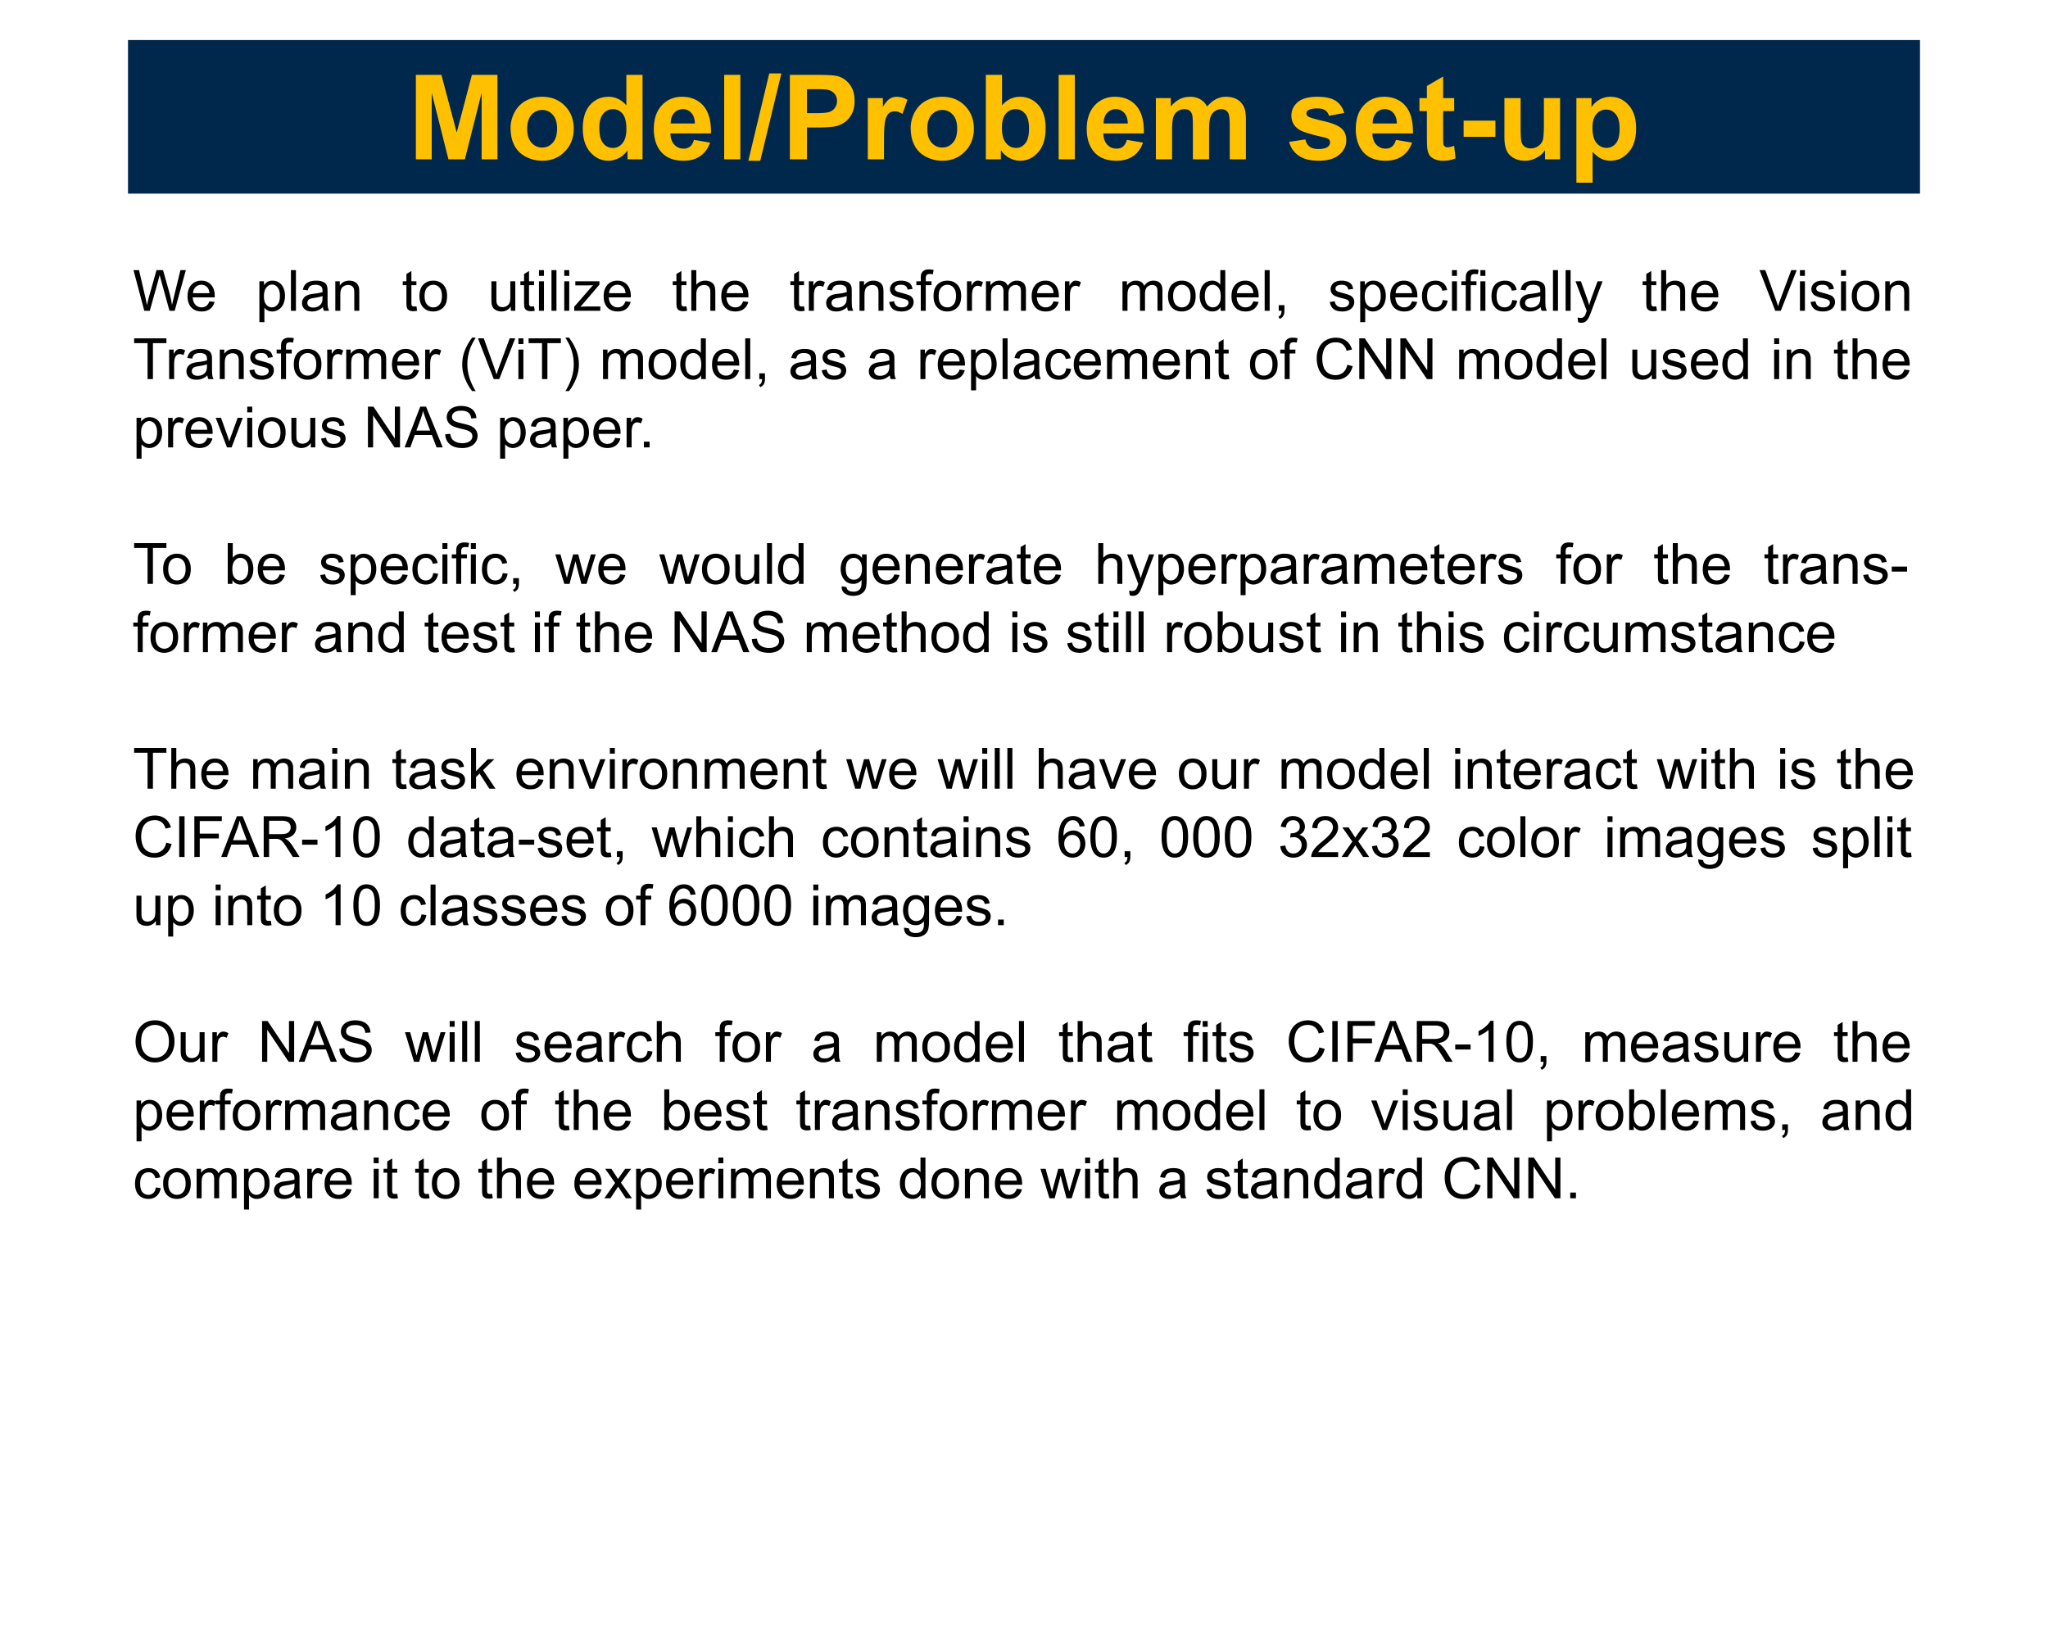 Model/Problem set-up
We plan to utilize the transformer model, specifically the Vision
Transformer (ViT) model, as a replacement of CNN model used in the
previous NAS paper.
To be specific, we would generate hyperparameters for the trans-
former and test if the NAS method is still robust in this circumstance
The main task environment we will have our model interact with is the
CIFAR-10 data-set, which contains 60, 000 32x32 color images split
up into 10 classes of 6000 images.
Our NAS will search for a model that fits CIFAR-10, measure the
performance of the best transformer model to visual problems, and
compare it to the experiments done with a standard CNN.